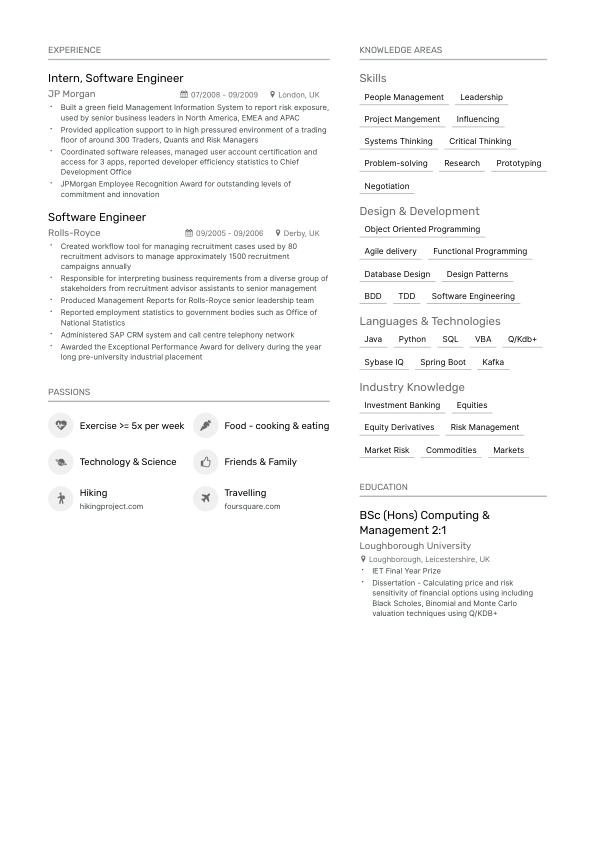 EXPERIENCE
Intern, Software Engineer
JP Morgan 07/2008 - 09/2009 London, UK
Built a green field Management Information System to report risk exposure,
used by senior business leaders in North America, EMEA and APAC
Provided application support to in high pressured environment of a trading
floor of around 300 Traders, Quants and Risk Managers
Coordinated software releases, managed user account certification and
access for 3 apps, reported developer efficiency statistics to Chief
Development Office
JPMorgan Employee Recognition Award for outstanding levels of
commitment and innovation
Software Engineer
Rolls-Royce 09/2005 - 09/2006 Derby, UK
Created workflow tool for managing recruitment cases used by 80
recruitment advisors to manage approximately 1500 recruitment
campaigns annually
Responsible for interpreting business requirements from a diverse group of
stakeholders from recruitment advisor assistants to senior management
Produced Management Reports for Rolls-Royce senior leadership team
Reported employment statistics to government bodies such as Office of
National Statistics
Administered SAP CRM system and call centre telephony network
Awarded the Exceptional Performance Award for delivery during the year
long pre-university industrial placement
PASSIONS
Exercise >= 5x per week Food - cooking & eating
Technology & Science Friends & Family
Hiking Travelling
hikingproject.com foursquare.com
KNOWLEDGE AREAS
Skills
People Management Leadership
Project Mangement Influencing
Systems Thinking Critical Thinking
Problem-solving Research Prototyping
Negotiation
Design & Development
Object Oriented Programming
Agile delivery Functional Programming
Database Design Design Patterns
BDD TDD Software Engineering
Languages & Technologies
Java Python SQL VBA Q/Kdb+
Sybase IQ Spring Boot Kafka
Industry Knowledge
Investment Banking Equities
Equity Derivatives Risk Management
Market Risk Commodities Markets
EDUCATION
BSc (Hons) Computing &
Management 2:1
Loughborough University
Loughborough, Leicestershire, UK
IET Final Year Prize
Dissertation - Calculating price and risk
sensitivity of financial options using including
Black Scholes, Binomial and Monte Carlo
valuation techniques using Q/KDB+